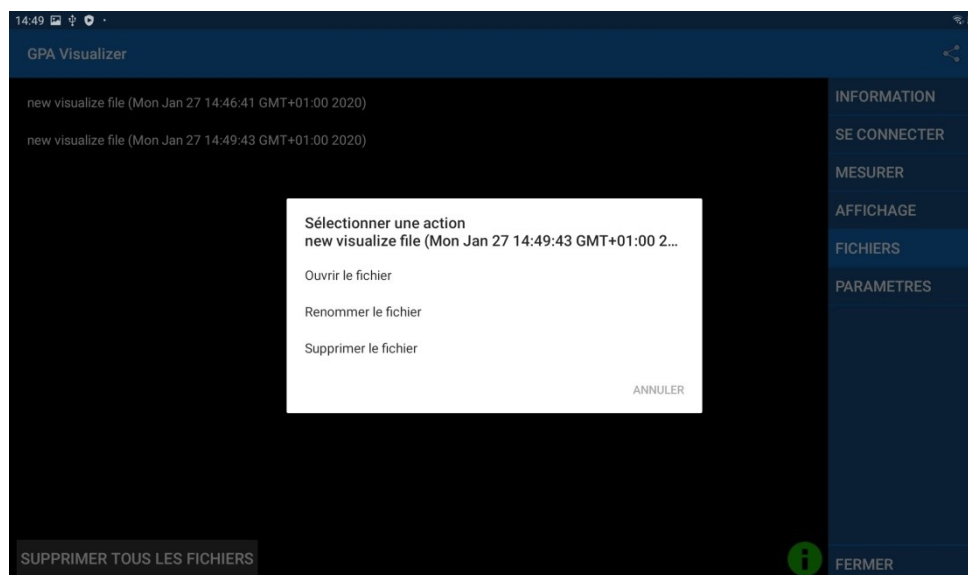 14:49
GPA Visualizer
new visualize file (Mon Jan 27 14:46:41 GMT+01:00 2020)
new visualize file (Mon Jan 27 14:49:43 GMT+01:00 2020)
Sélectionner une action
new visualize file (Mon Jan 27 14:49:43 GMT+01:00 2...
Ouvrir le fichier
Renommer le fichier
Supprimer le fichier
ANNULER
INFORMATION
SE CONNECTER
MESURER
AFFICHAGE
FICHIERS
PARAMETRES
SUPPRIMER TOUS LES FICHIERS
FERMER